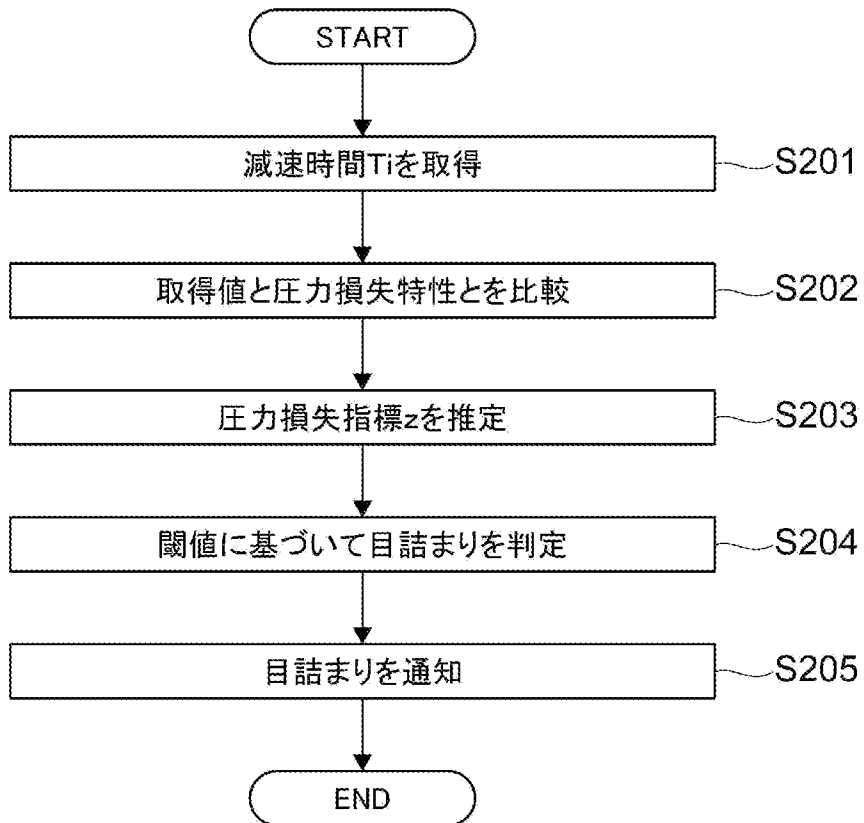 START
減速時間Tiを取得
S201
取得値と圧力損失特性とを比較
S202
圧力損失指標zを推定
S203
閾値に基づいて目詰まりを判定
S204
目詰まりを通知
S205
END